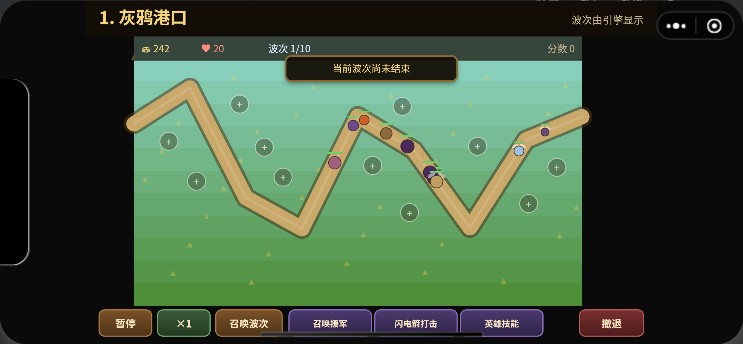 1. 灰鸦港口
波次由引擎显示
242 20 波次 1/10 分数 0
当前波次尚未结束
暂停 ×1 召唤波次 召唤援军 闪电箭打击 英雄技能 撤退